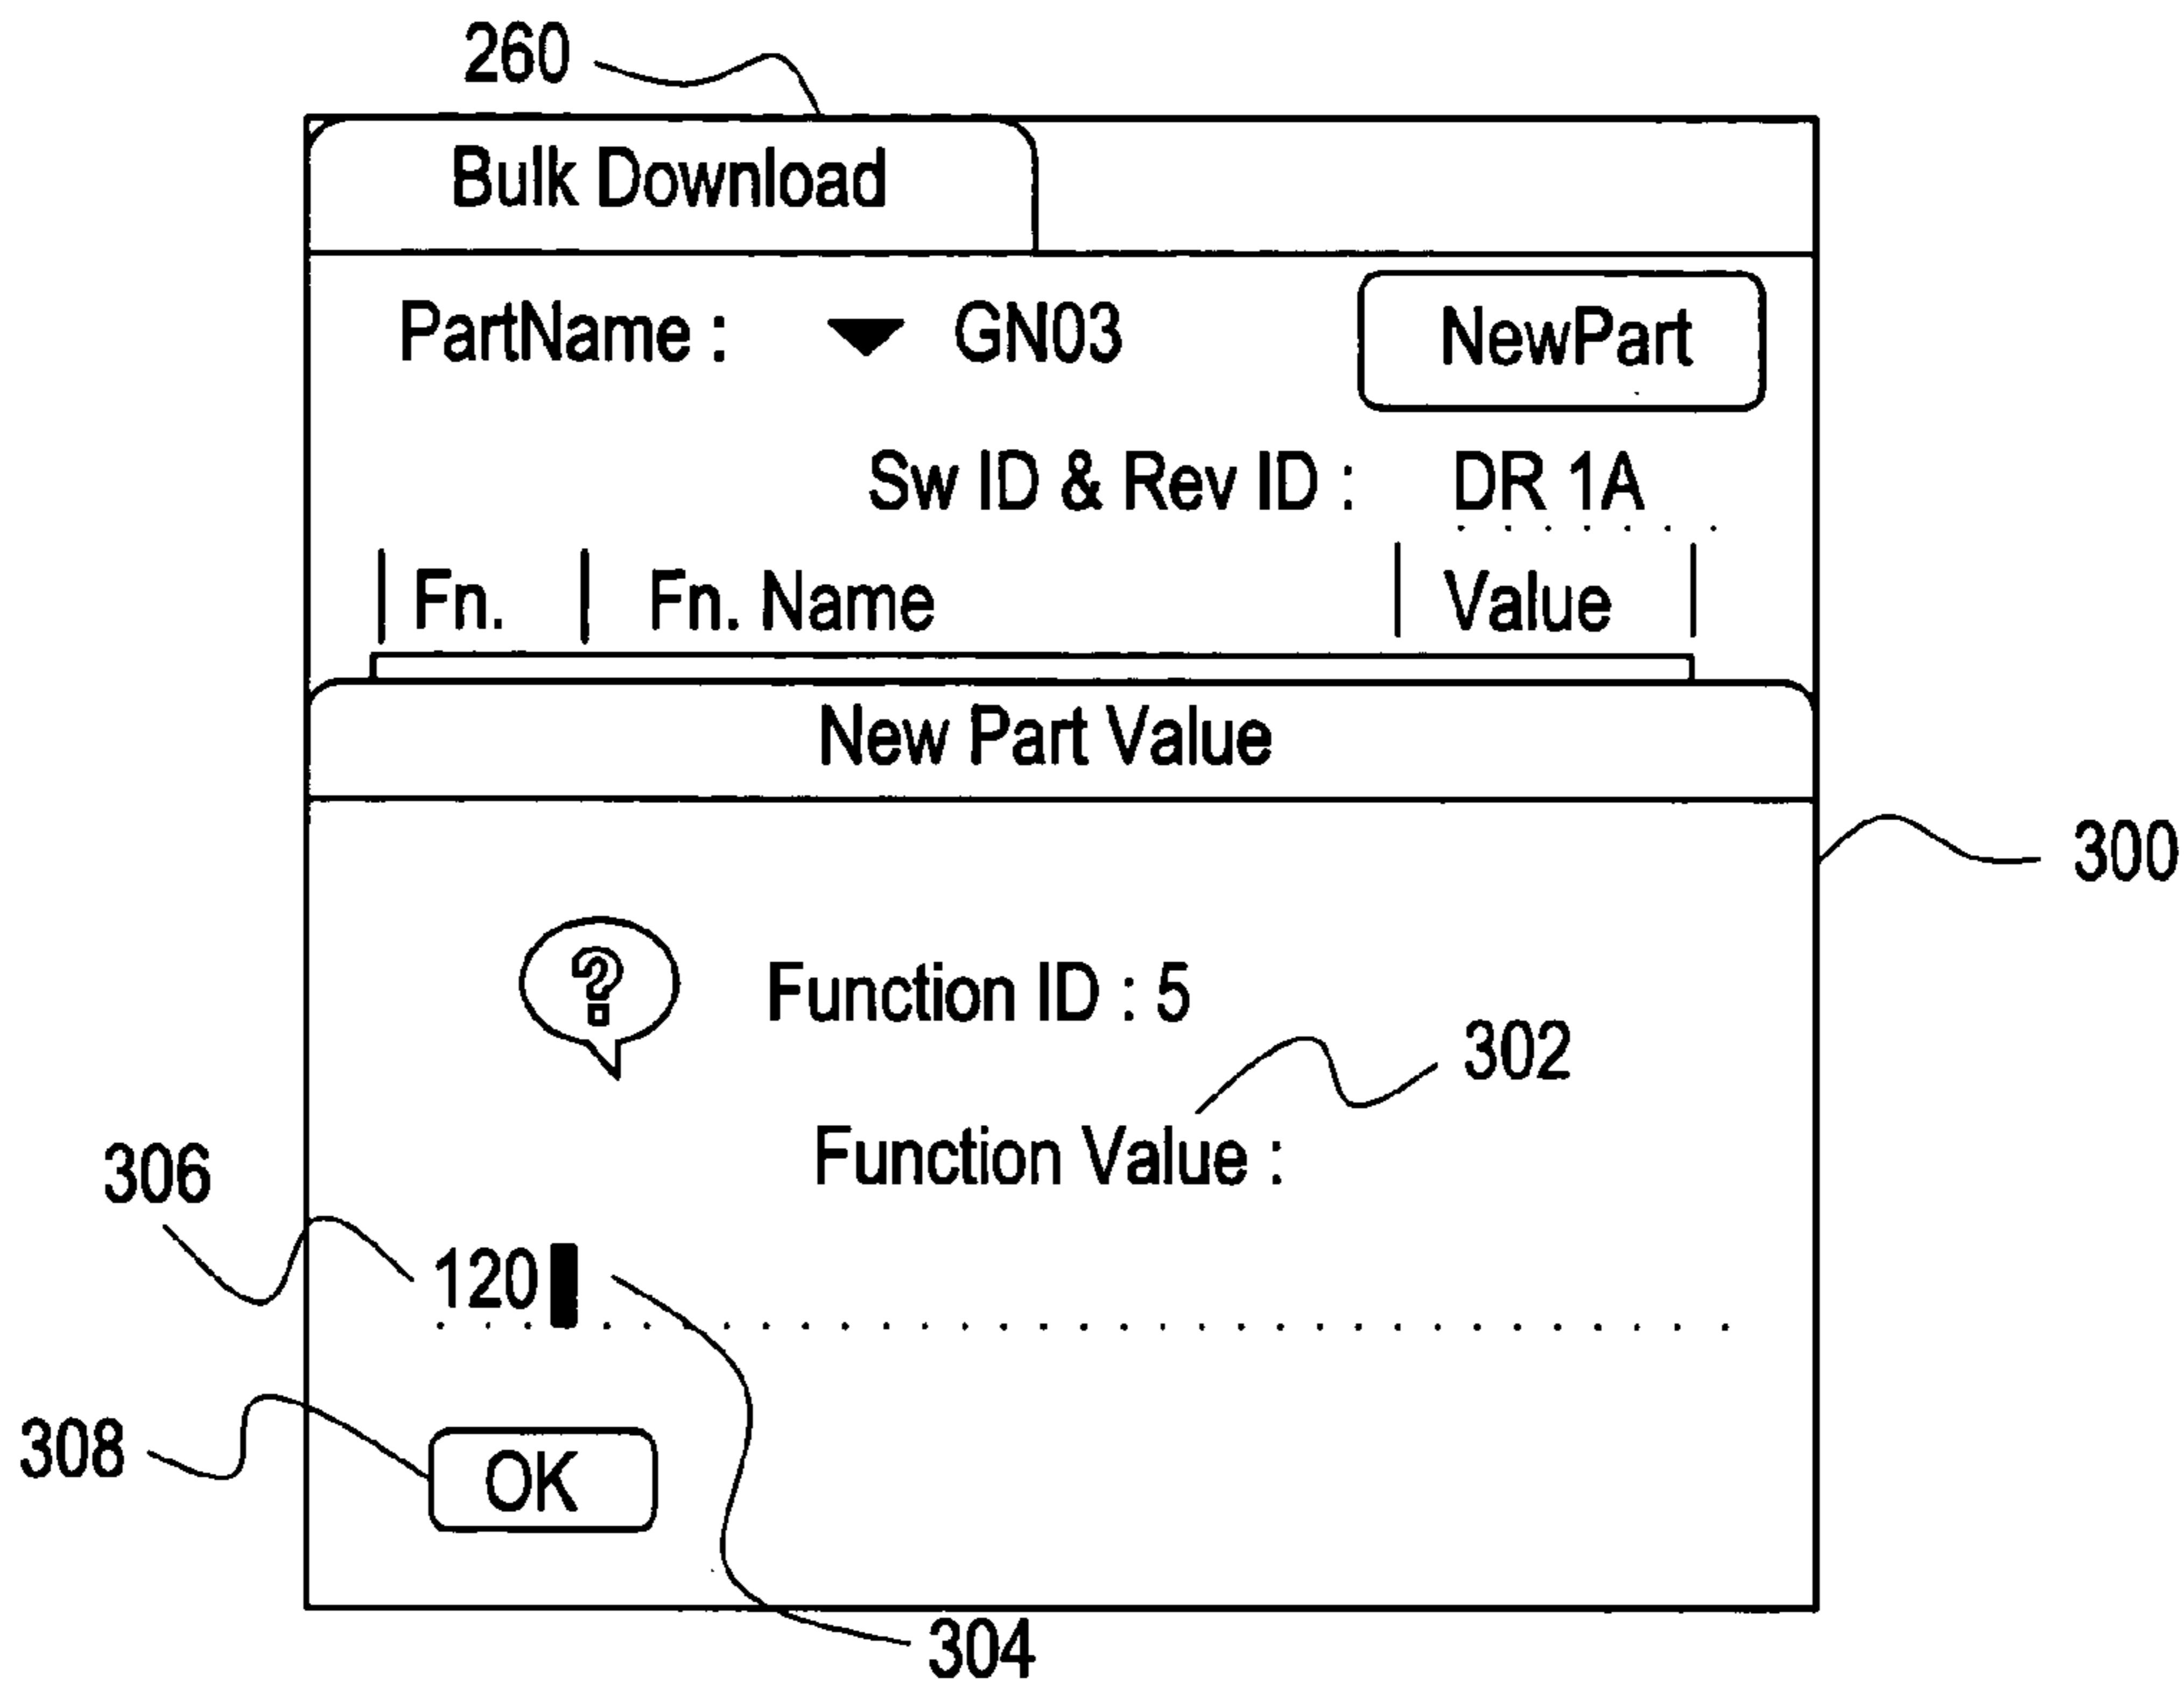 260
Bulk Download
PartName : GN03 NewPart
Sw ID & Rev ID : DR 1A
Fn. Fn. Name Value
New Part Value
300
? Function ID : 5
302
Function Value :
306
120
308
OK
304